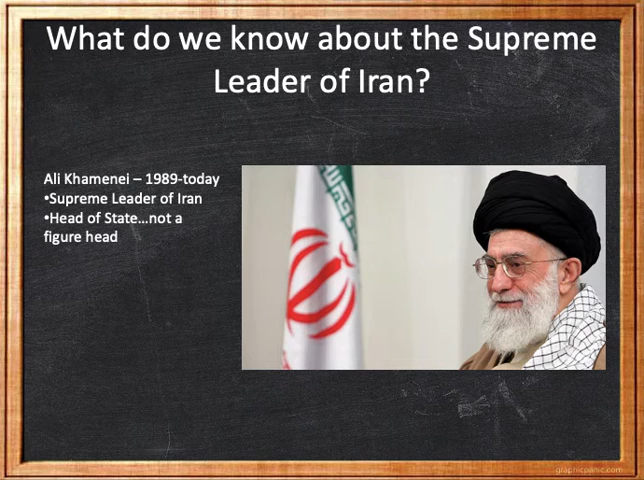 What do we know about the Supreme
Leader of Iran?
Ali Khamenei – 1989-today
•Supreme Leader of Iran
•Head of State…not a
figure head
graphicpanic.com